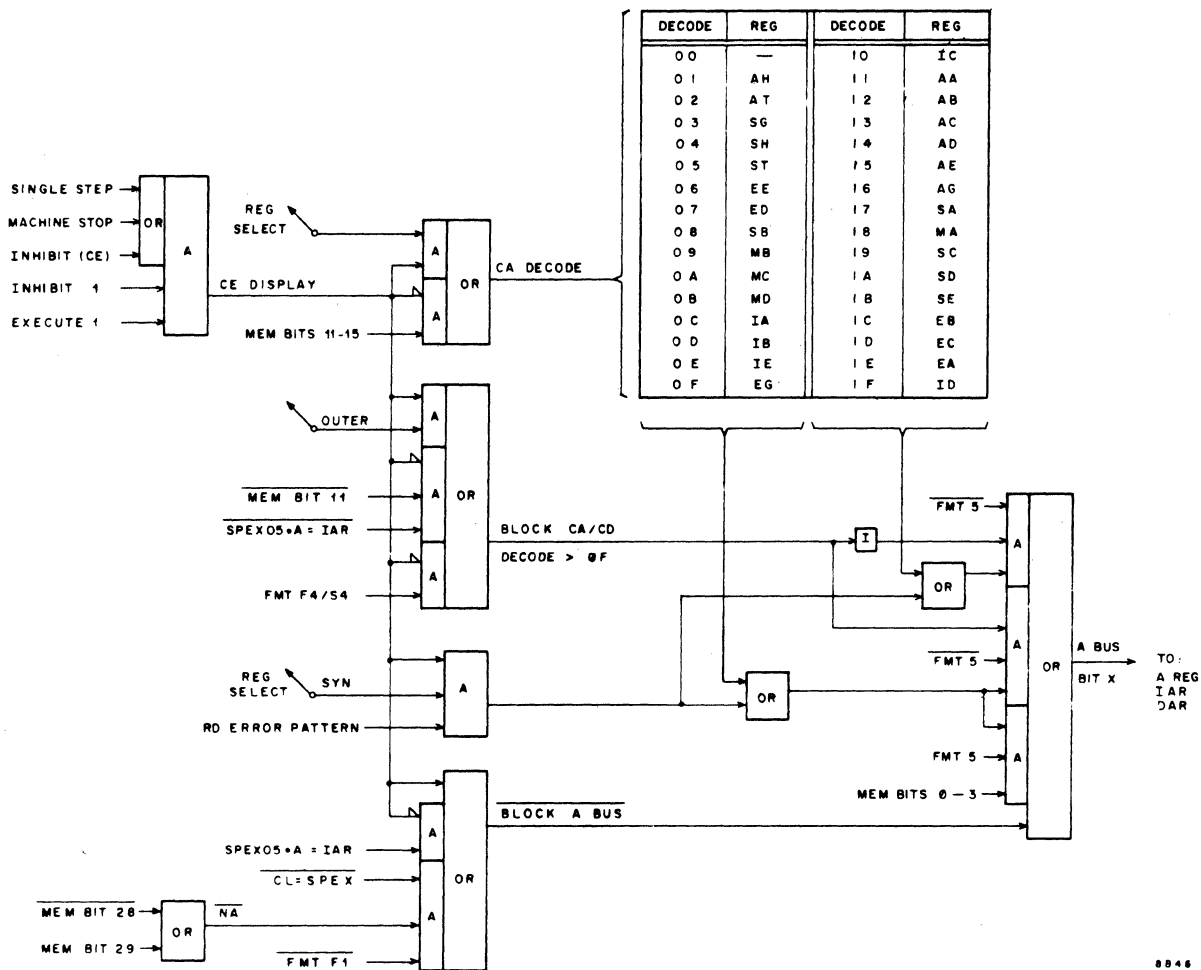 DECODE REG DECODE REG
00 — 10 IC
01 AH 11 AA
02 AT 12 AB
03 SG 13 AC
04 SH 14 AD
05 ST 15 AE
06 EE 16 AG
07 ED 17 SA
08 SB 18 MA
09 MB 19 SC
0A MC 1A SD
0B MD 1B SE
0C IA 1C EB
0D IB 1D EC
0E IE 1E EA
0F EG 1F ID
SINGLE STEP
MACHINE STOP
INHIBIT (CE)
INHIBIT 1
EXECUTE 1
OR
A
CE DISPLAY
REG
SELECT
MEM BITS 11-15
A
A
OR
CA DECODE
OUTER
MEM BIT 11
SPEX05•A = IAR
FMT F4/S4
A
A
A
OR
BLOCK CA/CD
DECODE > 0F
I
OR
REG
SELECT
SYN
RD ERROR PATTERN
A
OR
FMT 5
FMT 5
FMT 5
MEM BITS 0-3
A
A
A
OR
A BUS
BIT X
TO:
A REG
IAR
DAR
BLOCK A BUS
SPEX05•A = IAR
CL=SPEX
MEM BIT 28
MEM BIT 29
OR
NA
FMT F1
A
A
OR
8846